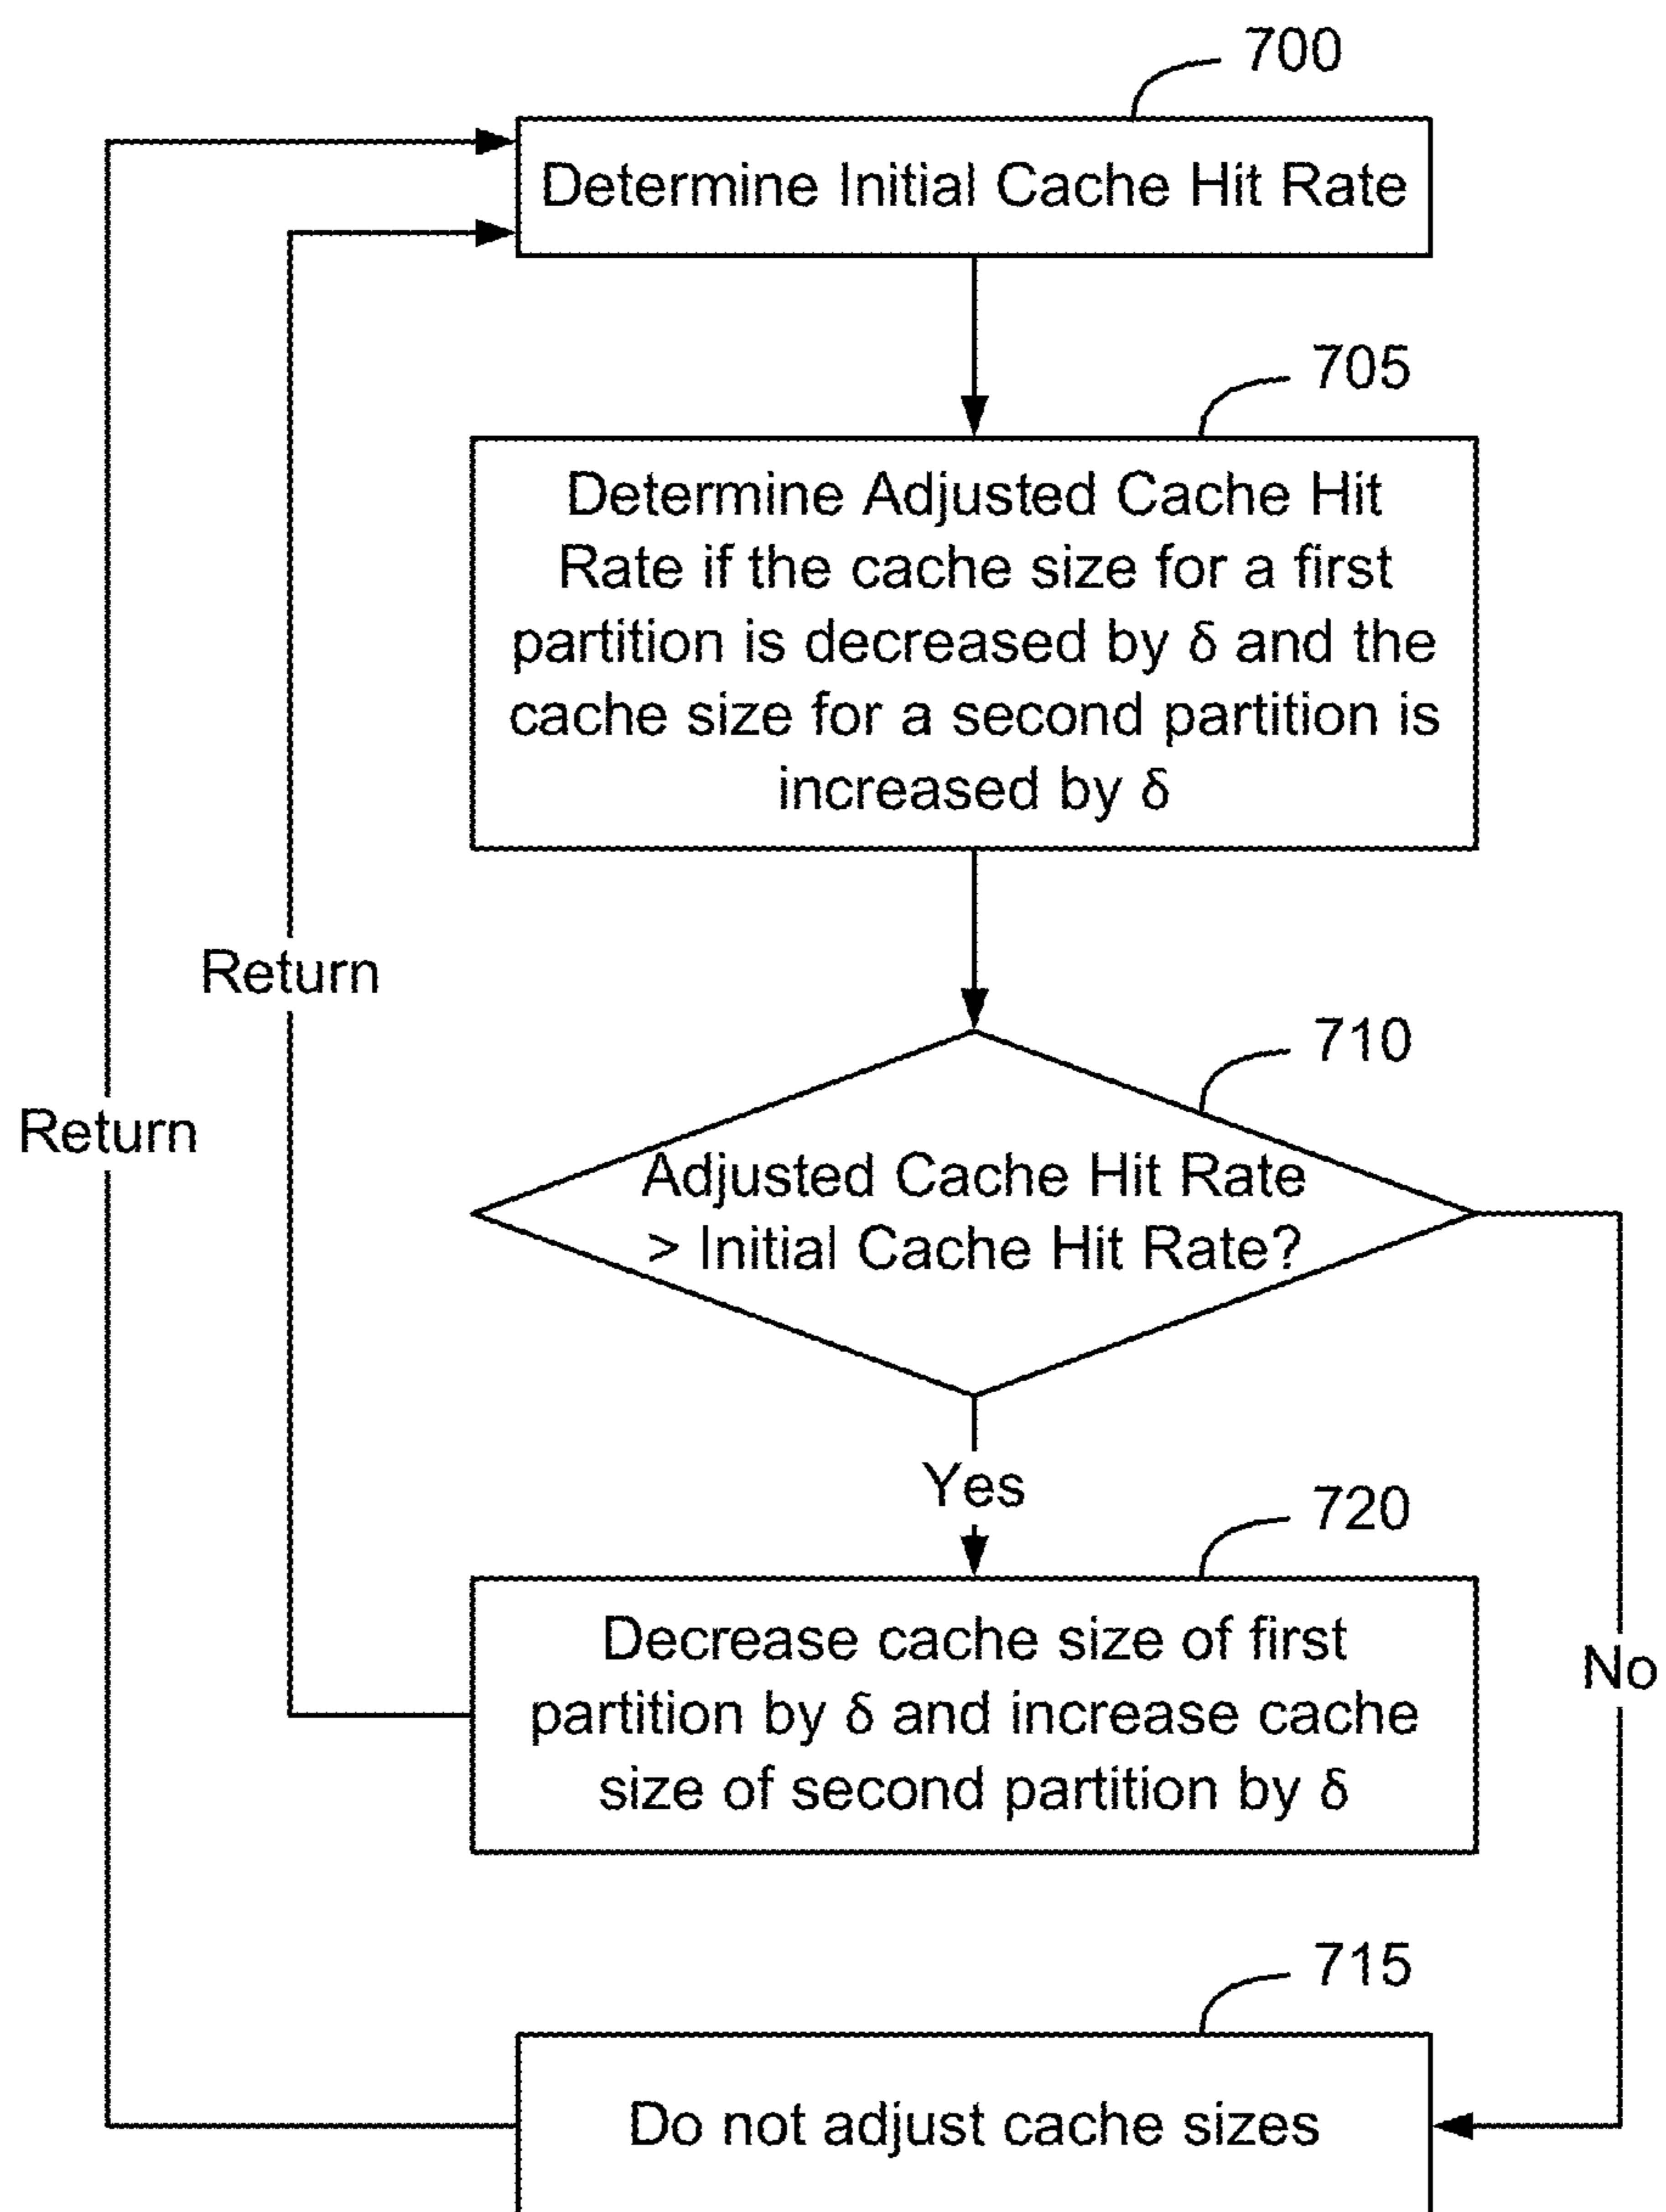 700
Determine Initial Cache Hit Rate
705
Determine Adjusted Cache Hit
Rate if the cache size for a first
partition is decreased by δ and the
cache size for a second partition is
increased by δ
Return
710
Return
Adjusted Cache Hit Rate
> Initial Cache Hit Rate?
Yes
720
Decrease cache size of first
partition by δ and increase cache
size of second partition by δ
No
715
Do not adjust cache sizes